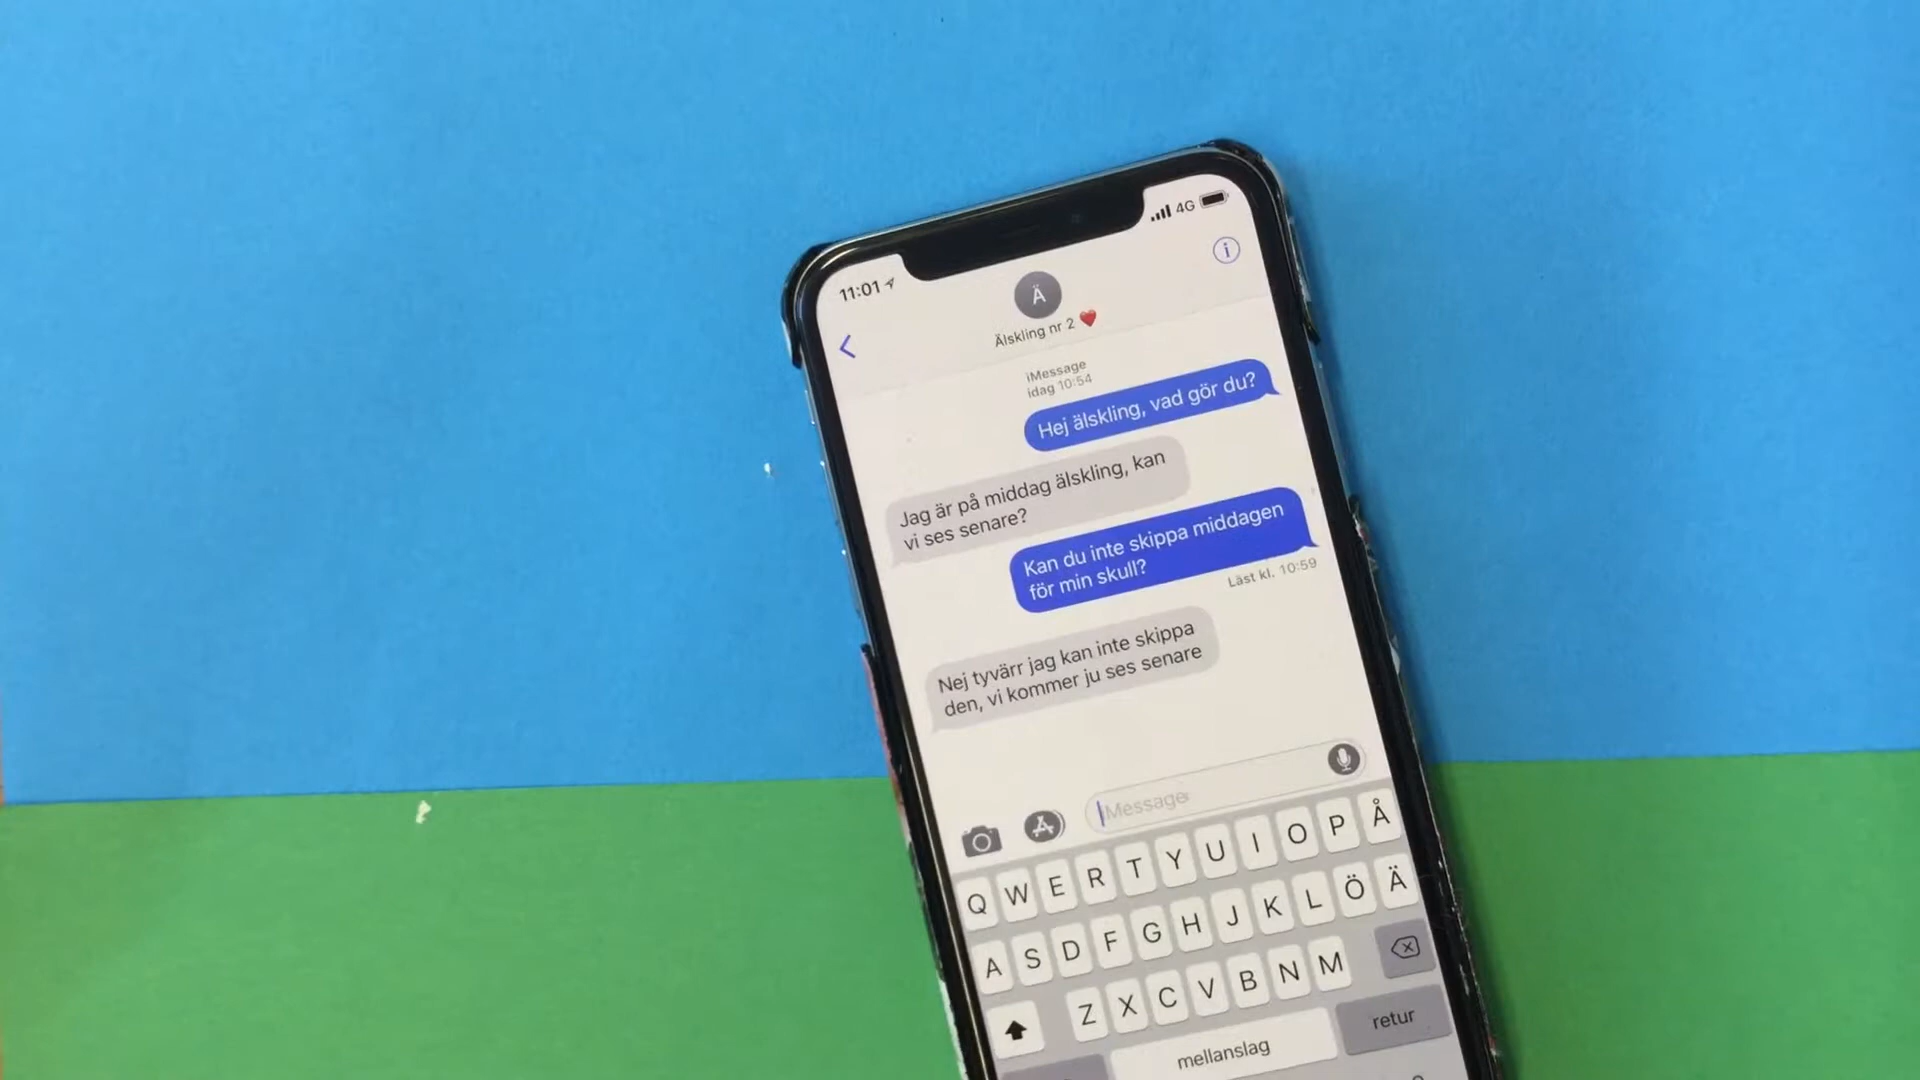 11:01
4G
Ä
Älskling nr 2 ❤️
iMessage
idag 10:54
Hej älskling, vad gör du?
Jag är på middag älskling, kan
vi ses senare?
Kan du inte skippa middagen
för min skull?
Läst kl. 10:59
Nej tyvärr jag kan inte skippa
den, vi kommer ju ses senare
iMessage
Q W E R T Y U I O P Å
A S D F G H J K L Ö Ä
Z X C V B N M
mellanslag
retur